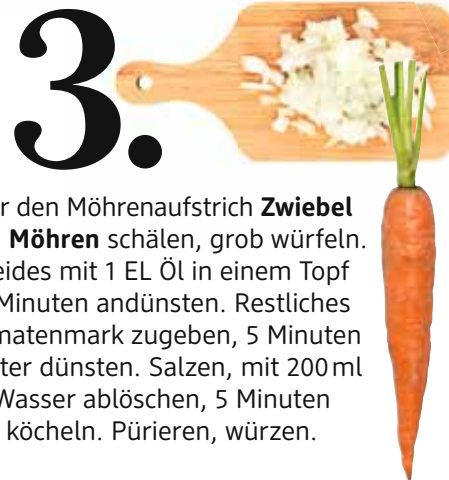 3.
r den Möhrenaufstrich Zwiebel
Möhren schälen, grob würfeln.
eides mit 1 EL Öl in einem Topf
Minuten andünsten. Restliches
matenmark zugeben, 5 Minuten
ter dünsten. Salzen, mit 200 ml
Wasser ablöschen, 5 Minuten
köcheln. Pürieren, würzen.